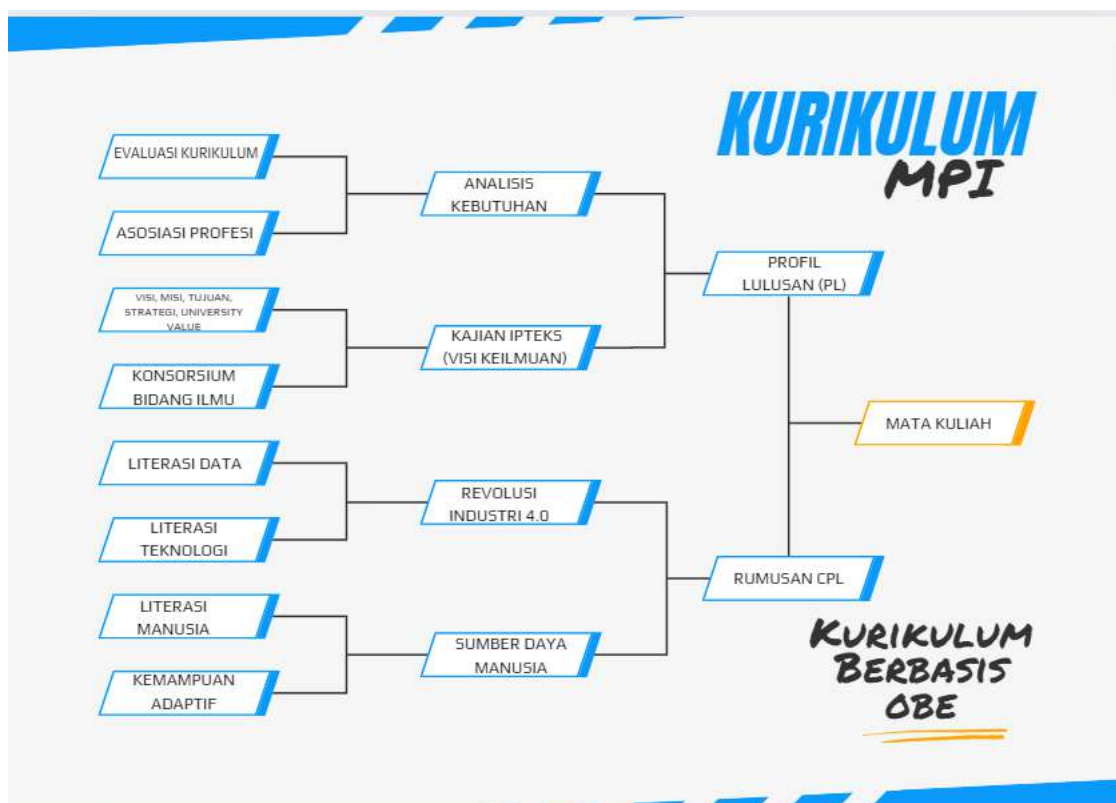 KURIKULUM
MPI
EVALUASI KURIKULUM
ASOSIASI PROFESI
VISI, MISI, TUJUAN,
STRATEGI, UNIVERSITY
VALUE
KONSORSIUM
BIDANG ILMU
LITERASI DATA
LITERASI
TEKNOLOGI
LITERASI
MANUSIA
KEMAMPUAN
ADAPTIF
ANALISIS
KEBUTUHAN
KAJIAN IPTEKS
(VISI KEILMUAN)
REVOLUSI
INDUSTRI 4.0
SUMBER DAYA
MANUSIA
PROFIL
LULUSAN (PL)
RUMUSAN CPL
MATA KULIAH
KURIKULUM
BERBASIS
OBE